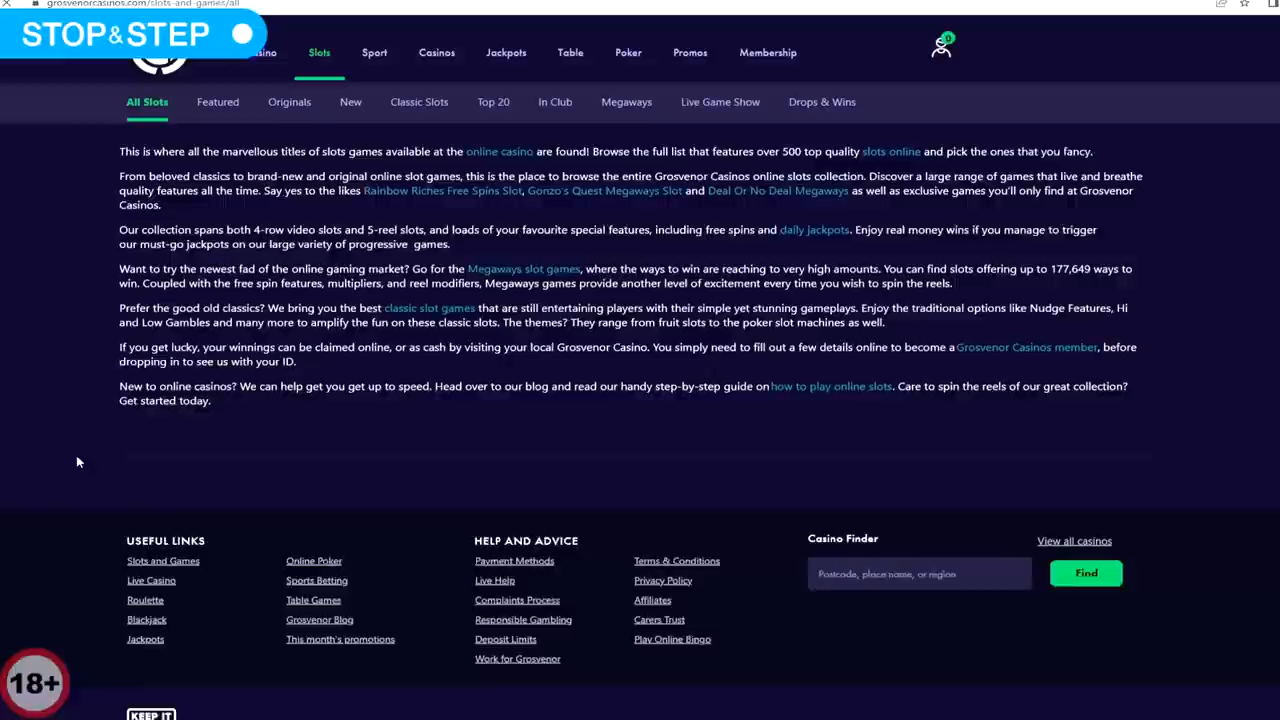 grosvenorcasinos.com/slots-and-games/all
STOP&STEP
Slots Sport Casinos Jackpots Table Poker Promos Membership
0
All Slots Featured Originals New Classic Slots Top 20 In Club Megaways Live Game Show Drops & Wins
This is where all the marvellous titles of slots games available at the online casino are found! Browse the full list that features over 500 top quality slots online and pick the ones that you fancy.
From beloved classics to brand-new and original online slot games, this is the place to browse the entire Grosvenor Casinos online slots collection. Discover a large range of games that live and breathe
quality features all the time. Say yes to the likes Rainbow Riches Free Spins Slot, Gonzo's Quest Megaways Slot and Deal Or No Deal Megaways as well as exclusive games you'll only find at Grosvenor
Casinos.
Our collection spans both 4-row video slots and 5-reel slots, and loads of your favourite special features, including free spins and daily jackpots. Enjoy real money wins if you manage to trigger
our must-go jackpots on our large variety of progressive games.
Want to try the newest fad of the online gaming market? Go for the Megaways slot games, where the ways to win are reaching to very high amounts. You can find slots offering up to 177,649 ways to
win. Coupled with the free spin features, multipliers, and reel modifiers, Megaways games provide another level of excitement every time you wish to spin the reels.
Prefer the good old classics? We bring you the best classic slot games that are still entertaining players with their simple yet stunning gameplays. Enjoy the traditional options like Nudge Features, Hi
and Low Gambles and many more to amplify the fun on these classic slots. The themes? They range from fruit slots to the poker slot machines as well.
If you get lucky, your winnings can be claimed online, or as cash by visiting your local Grosvenor Casino. You simply need to fill out a few details online to become a Grosvenor Casinos member, before
dropping in to see us with your ID.
New to online casinos? We can help get you get up to speed. Head over to our blog and read our handy step-by-step guide on how to play online slots. Care to spin the reels of our great collection?
Get started today.
USEFUL LINKS
Slots and Games Online Poker
Live Casino Sports Betting
Roulette Table Games
Blackjack Grosvenor Blog
Jackpots This month's promotions
HELP AND ADVICE
Payment Methods Terms & Conditions
Live Help Privacy Policy
Complaints Process Affiliates
Responsible Gambling Carers Trust
Deposit Limits Play Online Bingo
Work for Grosvenor
Casino Finder View all casinos
Postcode, place name, or region Find
18+
KEEP IT